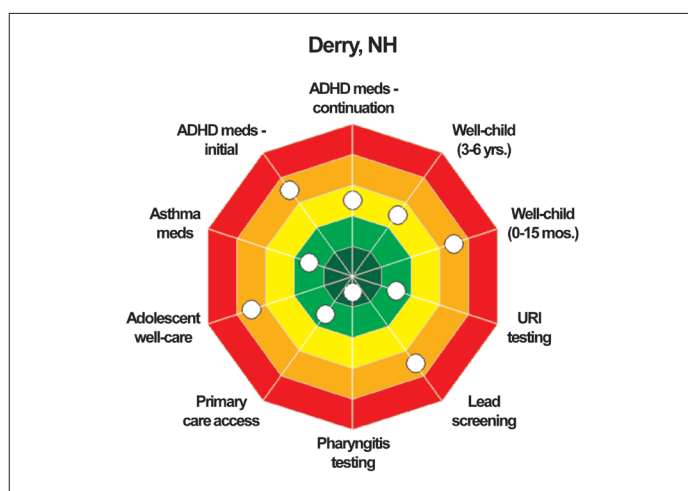 Derry, NH
ADHD meds -
continuation
Well-child
(3-6 yrs.)
Well-child
(0-15 mos.)
URI
testing
Lead
screening
Pharyngitis
testing
Primary
care access
Adolescent
well-care
Asthma
meds
ADHD meds -
initial